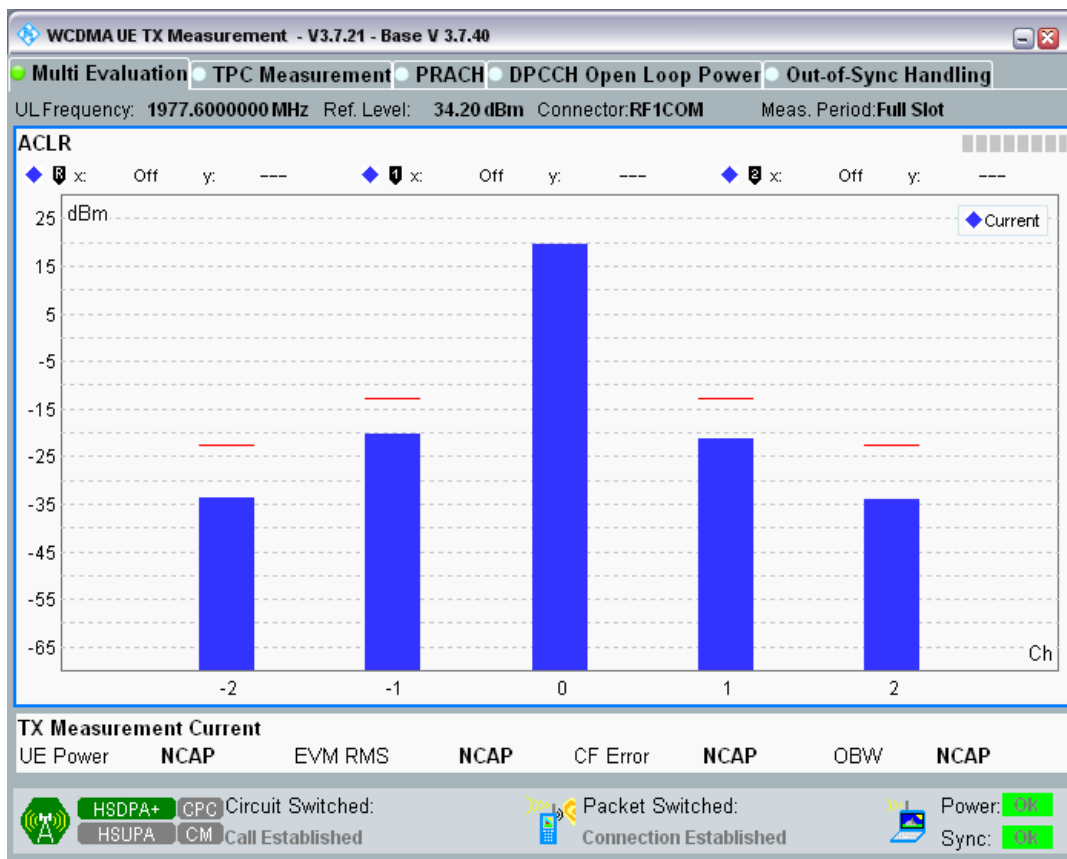 WCDMA UE TX Measurement - V3.7.21 - Base V 3.7.40
Multi Evaluation TPC Measurement PRACH DPCCH Open Loop Power Out-of-Sync Handling
UL Frequency: 1977.6000000 MHz Ref. Level: 34.20 dBm Connector:RF1COM Meas. Period:Full Slot
ACLR
R x: Off y: --- 1 x: Off y: --- 2 x: Off y: ---
dBm
Current
25
15
5
-5
-15
-25
-35
-45
-55
-65
Ch
-2 -1 0 1 2
TX Measurement Current
UE Power NCAP EVM RMS NCAP CF Error NCAP OBW NCAP
HSDPA+ CPC Circuit Switched: Packet Switched: Power: OK
HSUPA CM Call Established Connection Established Sync: OK